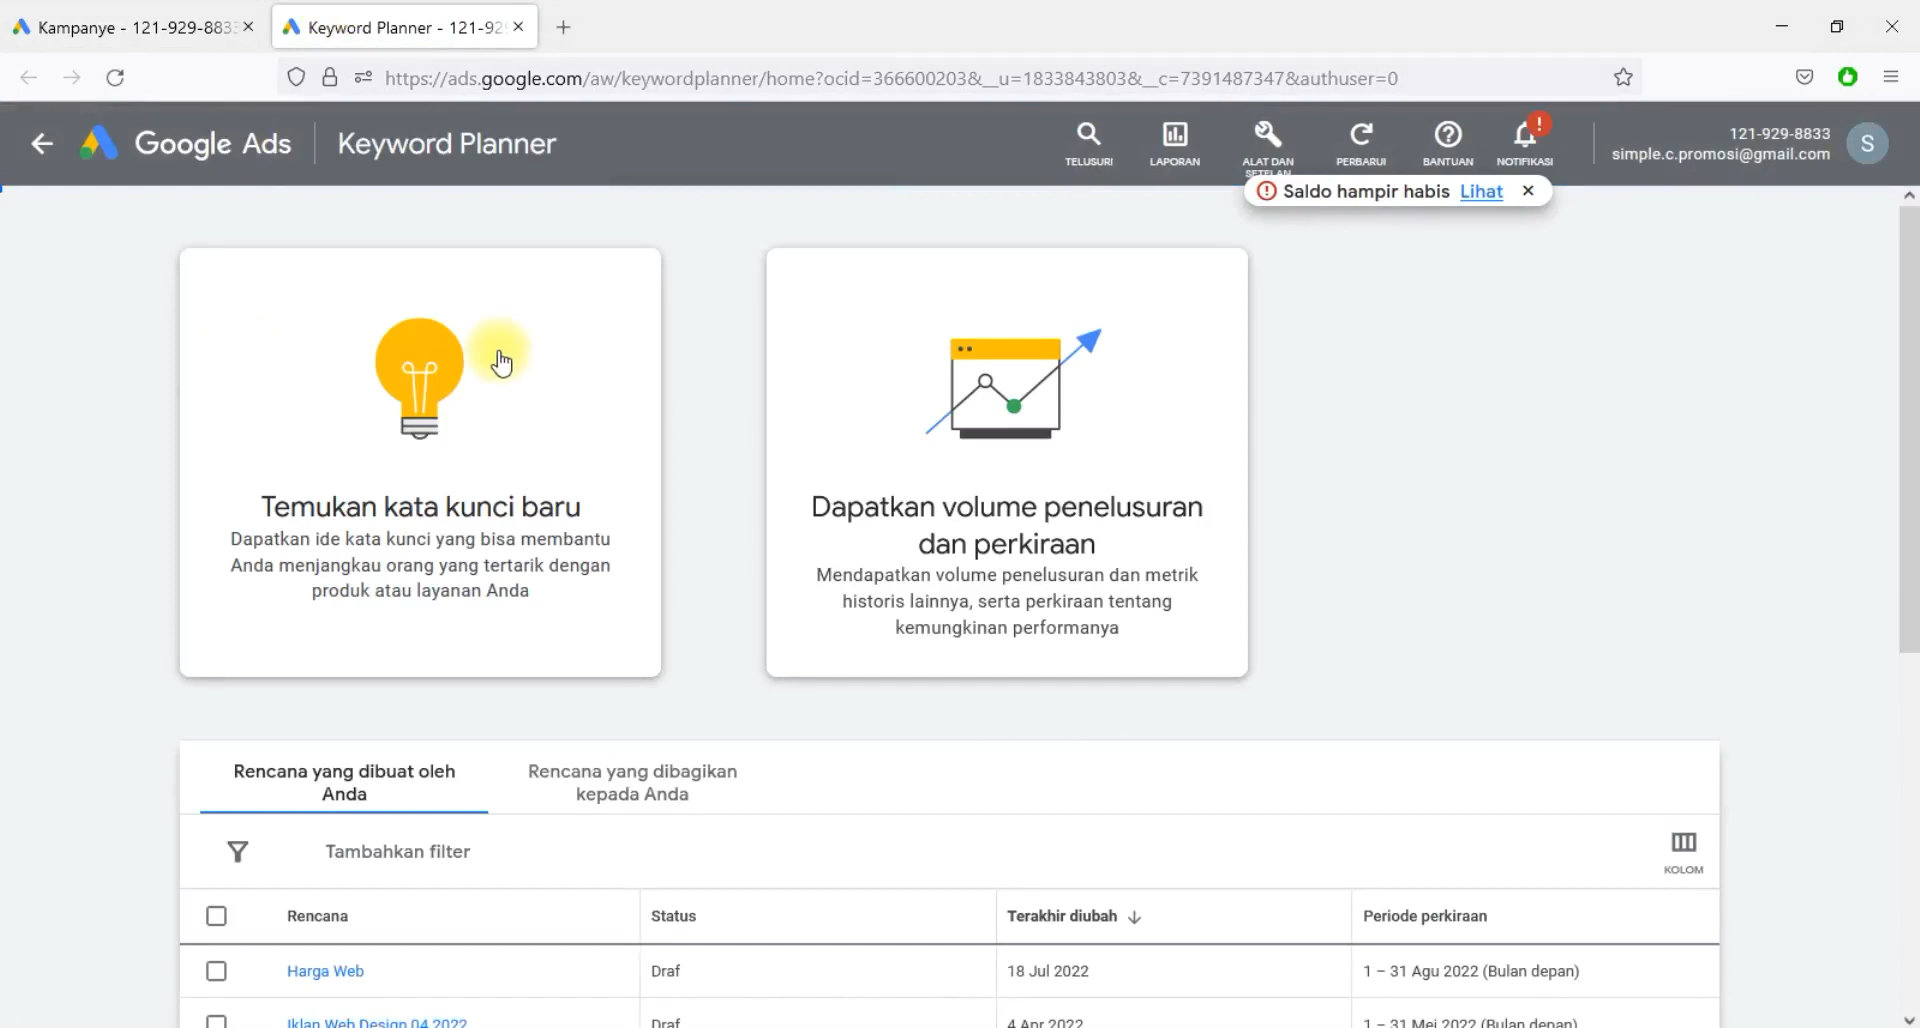 Kampanye - 121-929-883
Keyword Planner - 121-92
https://ads.google.com/aw/keywordplanner/home?ocid=366600203&__u=1833843803&__c=7391487347&authuser=0
Google Ads
Keyword Planner
TELUSURI
LAPORAN
ALAT DAN
SETELAN
PERBARUI
BANTUAN
!
NOTIFIKASI
121-929-8833
simple.c.promosi@gmail.com
S
Saldo hampir habis Lihat
Temukan kata kunci baru
Dapatkan ide kata kunci yang bisa membantu
Anda menjangkau orang yang tertarik dengan
produk atau layanan Anda
Dapatkan volume penelusuran
dan perkiraan
Mendapatkan volume penelusuran dan metrik
historis lainnya, serta perkiraan tentang
kemungkinan performanya
Rencana yang dibuat oleh
Anda
Rencana yang dibagikan
kepada Anda
Tambahkan filter
KOLOM
Rencana
Status
Terakhir diubah
Periode perkiraan
Harga Web
Draf
18 Jul 2022
1 – 31 Agu 2022 (Bulan depan)
Iklan Web Design 04 2022
Draf
4 Apr 2022
1 – 31 Mei 2022 (Bulan depan)